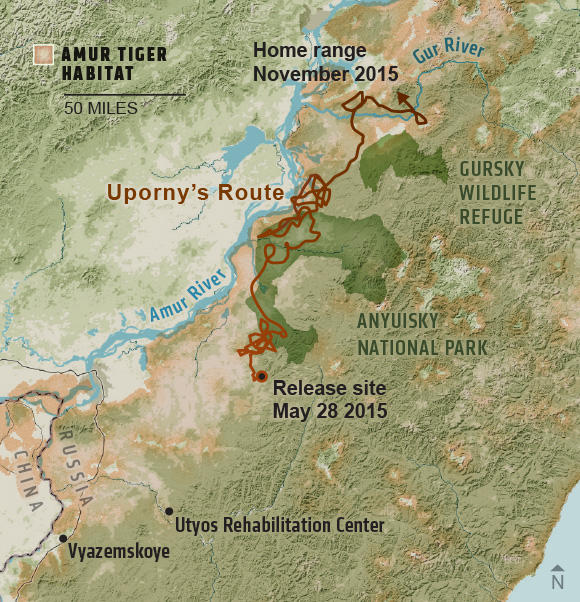 AMUR TIGER
HABITAT
50 MILES
Home range
November 2015
Gur River
Uporny's Route
GURSKY
WILDLIFE
REFUGE
Amur River
ANYUISKY
NATIONAL PARK
Release site
May 28 2015
RUSSIA
CHINA
Utyos Rehabilitation Center
Vyazemskoye
N